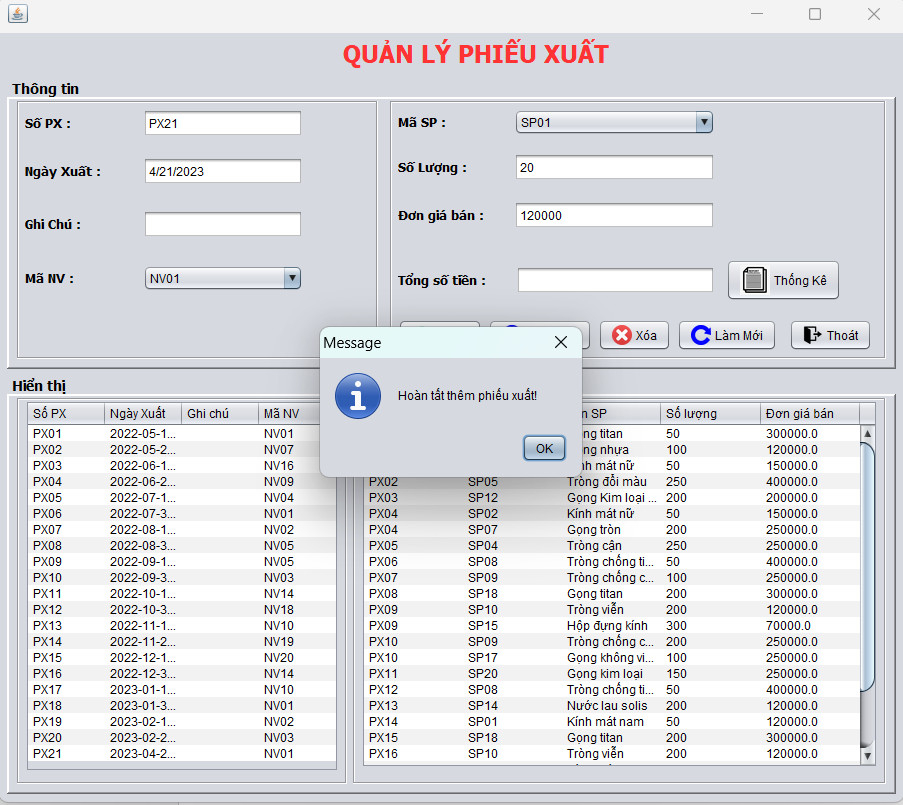 QUẢN LÝ PHIẾU XUẤT
Thông tin
Số PX : PX21 Mã SP : SP01
Ngày Xuất : 4/21/2023 Số Lượng : 20
Ghi Chú : Đơn giá bán : 120000
Mã NV : NV01 Tổng số tiền : Thống Kê
Xóa Làm Mới Thoát
Message
Hoàn tất thêm phiếu xuất!
OK
Hiển thị
Số PX Ngày Xuất Ghi chú Mã NV SP Số lượng Đơn giá bán
PX01 2022-05-1... NV01 titan 50 300000.0
PX02 2022-05-2... NV07 nhựa 100 120000.0
PX03 2022-06-1... NV16 mát nữ 50 150000.0
PX04 2022-06-2... NV09 PX02 SP05 Tròng đổi màu 250 400000.0
PX05 2022-07-1... NV04 PX03 SP12 Gọng Kim loại ... 200 200000.0
PX06 2022-07-3... NV01 PX04 SP02 Kính mát nữ 50 150000.0
PX07 2022-08-1... NV02 PX04 SP07 Gọng tròn 200 250000.0
PX08 2022-08-3... NV05 PX05 SP04 Tròng cận 250 250000.0
PX09 2022-09-1... NV05 PX06 SP08 Tròng chống ti... 50 400000.0
PX10 2022-09-3... NV03 PX07 SP09 Tròng chống c... 100 250000.0
PX11 2022-10-1... NV14 PX08 SP18 Gọng titan 200 300000.0
PX12 2022-10-3... NV18 PX09 SP10 Tròng viễn 200 120000.0
PX13 2022-11-1... NV10 PX09 SP15 Hộp đựng kính 300 70000.0
PX14 2022-11-2... NV19 PX10 SP09 Tròng chống c... 200 250000.0
PX15 2022-12-1... NV20 PX10 SP17 Gọng không vi... 100 250000.0
PX16 2022-12-3... NV14 PX11 SP20 Gọng kim loại 150 250000.0
PX17 2023-01-1... NV10 PX12 SP08 Tròng chống ti... 50 400000.0
PX18 2023-01-3... NV01 PX13 SP14 Nước lau solis 200 120000.0
PX19 2023-02-1... NV02 PX14 SP01 Kính mát nam 50 120000.0
PX20 2023-02-2... NV03 PX15 SP18 Gọng titan 200 300000.0
PX21 2023-04-2... NV01 PX16 SP10 Tròng viễn 200 120000.0